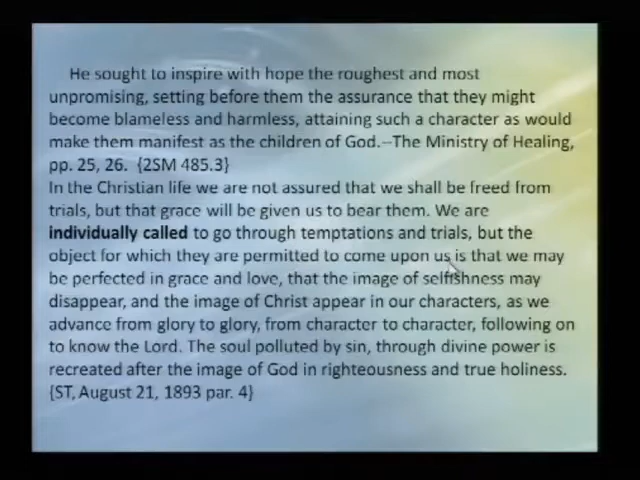 He sought to inspire with hope the roughest and most
unpromising, setting before them the assurance that they might
become blameless and harmless, attaining such a character as would
make them manifest as the children of God.--The Ministry of Healing,
pp. 25, 26. {2SM 485.3}
In the Christian life we are not assured that we shall be freed from
trials, but that grace will be given us to bear them. We are
individually called to go through temptations and trials, but the
object for which they are permitted to come upon us is that we may
be perfected in grace and love, that the image of selfishness may
disappear, and the image of Christ appear in our characters, as we
advance from glory to glory, from character to character, following on
to know the Lord. The soul polluted by sin, through divine power is
recreated after the image of God in righteousness and true holiness.
{ST, August 21, 1893 par. 4}